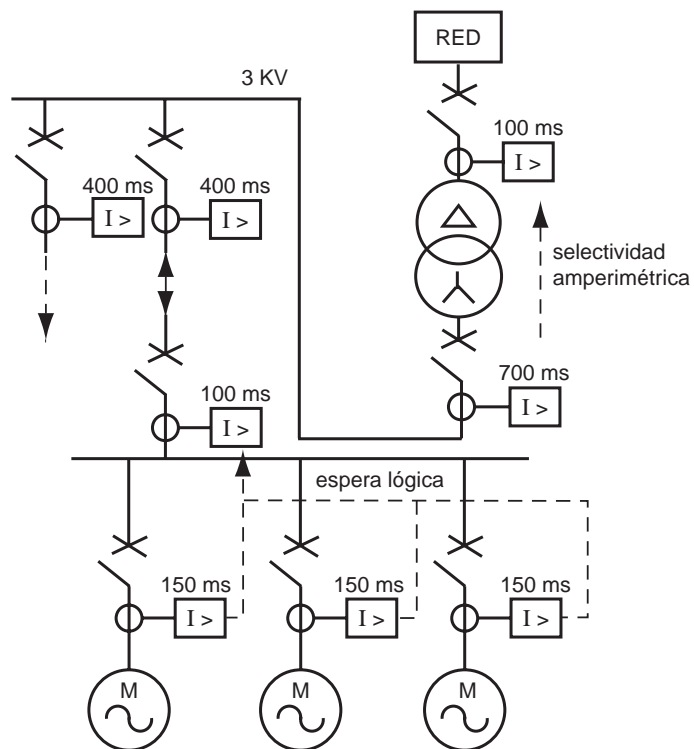 RED
3 KV
100 ms
I >
400 ms
I >
400 ms
I >
selectividad
amperimétrica
100 ms
I >
700 ms
I >
espera lógica
150 ms
I >
150 ms
I >
150 ms
I >
M
M
M